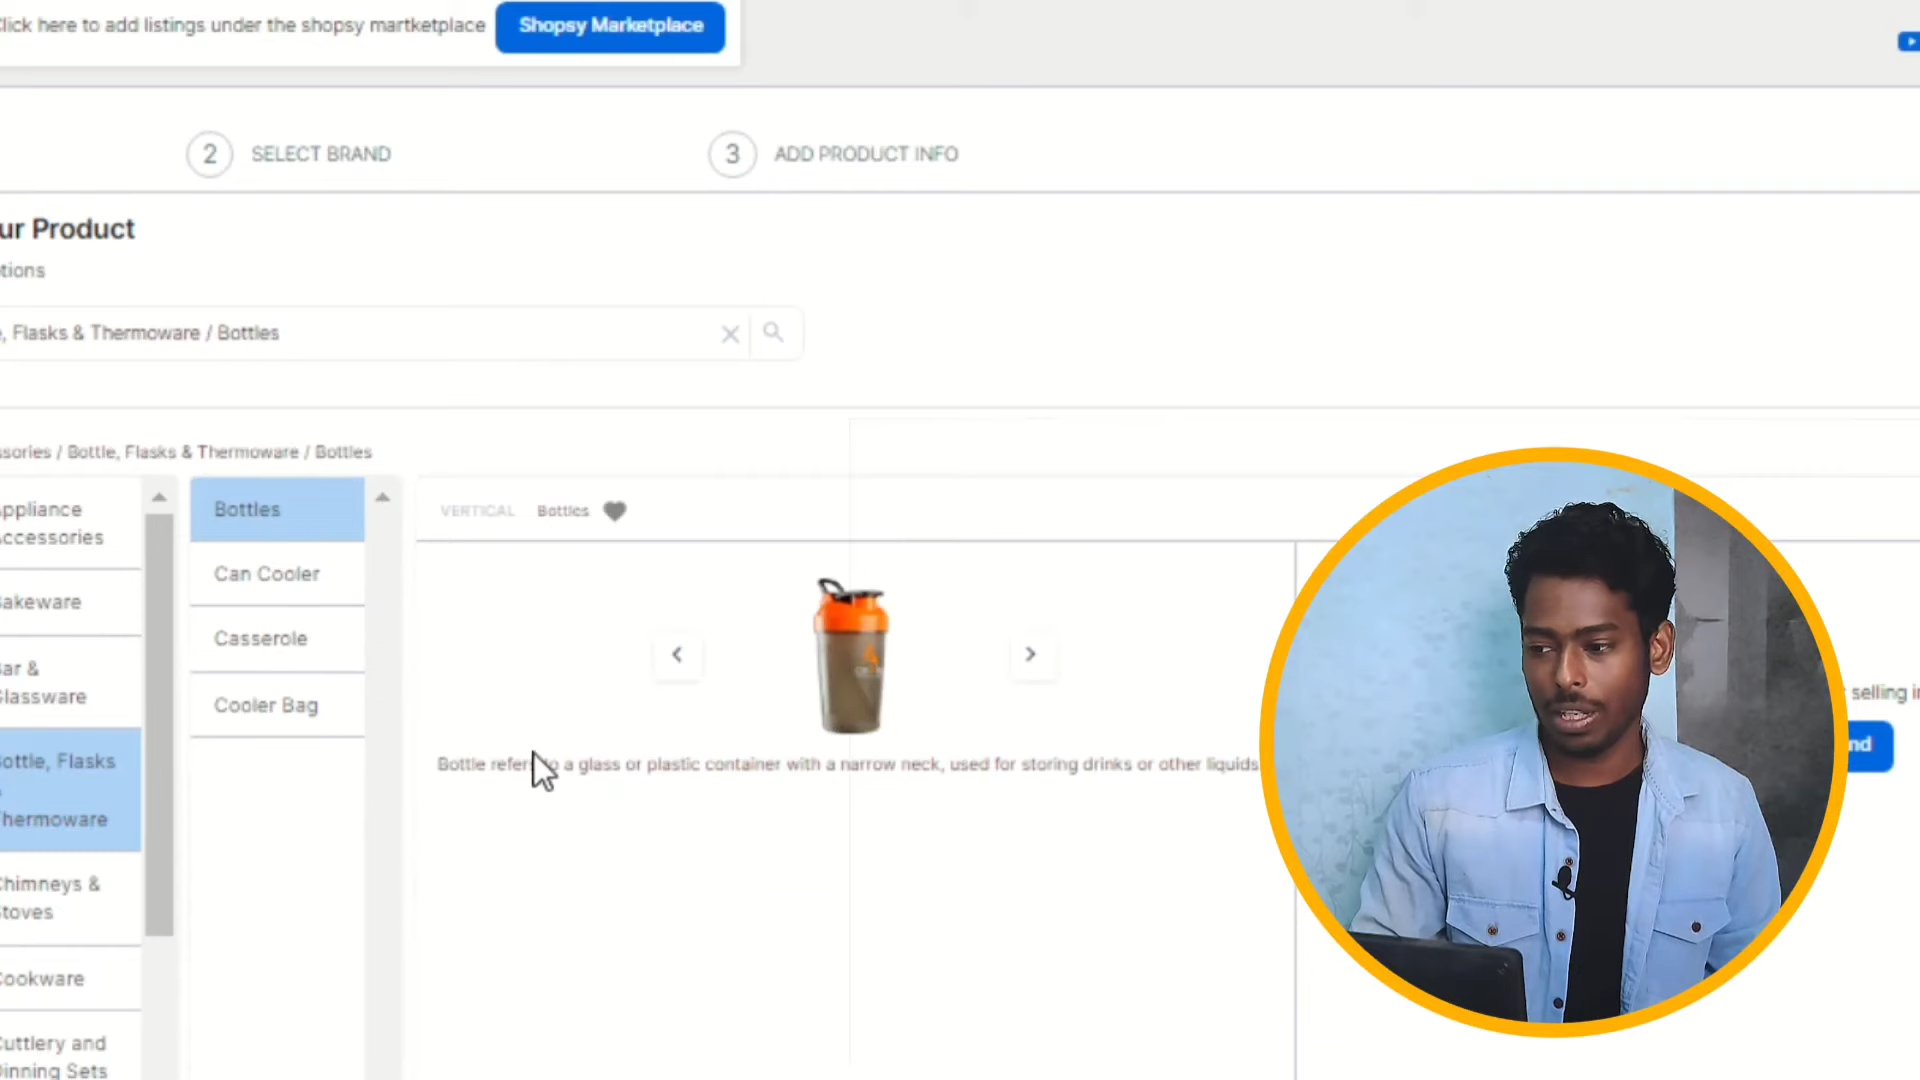 lick here to add listings under the shopsy martketplace
Shopsy Marketplace
2 SELECT BRAND
3 ADD PRODUCT INFO
ur Product
tions
, Flasks & Thermoware / Bottles
ssories / Bottle, Flasks & Thermoware / Bottles
ppliance
ccessories
akeware
ar &
lassware
ottle, Flasks
hermoware
himneys &
toves
ookware
uttlery and
inning Sets
Bottles
Can Cooler
Casserole
Cooler Bag
VERTICAL Bottles
Bottle refers to a glass or plastic container with a narrow neck, used for storing drinks or other liquids
selling i
nd